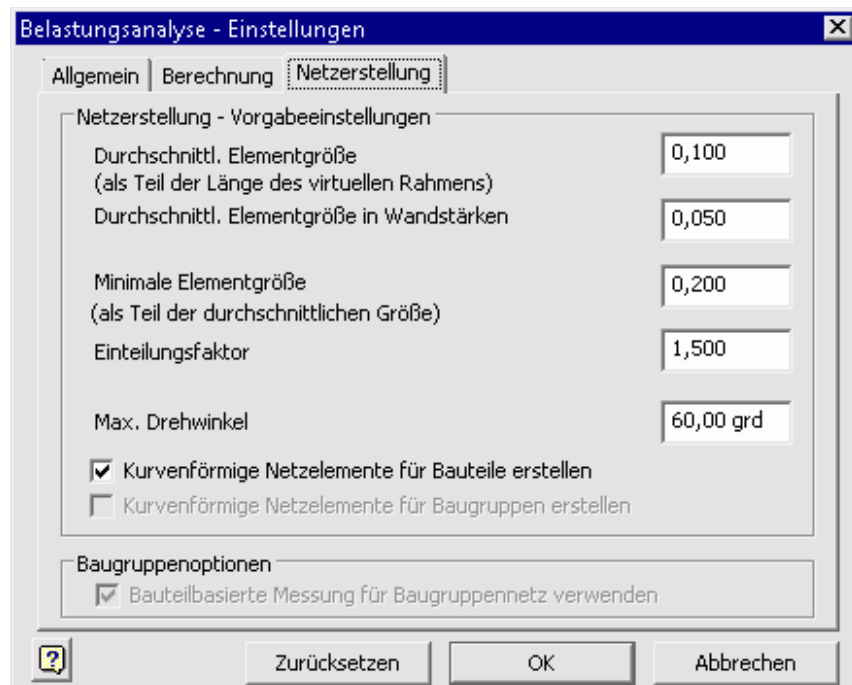 Belastungsanalyse - Einstellungen
Allgemein Berechnung Netzerstellung
Netzerstellung - Vorgabeeinstellungen
Durchschnittl. Elementgröße 0,100
(als Teil der Länge des virtuellen Rahmens)
Durchschnittl. Elementgröße in Wandstärken 0,050
Minimale Elementgröße 0,200
(als Teil der durchschnittlichen Größe)
Einteilungsfaktor 1,500
Max. Drehwinkel 60,00 grd
Kurvenförmige Netzelemente für Bauteile erstellen
Kurvenförmige Netzelemente für Baugruppen erstellen
Baugruppenoptionen
Bauteilbasierte Messung für Baugruppennetz verwenden
? Zurücksetzen OK Abbrechen